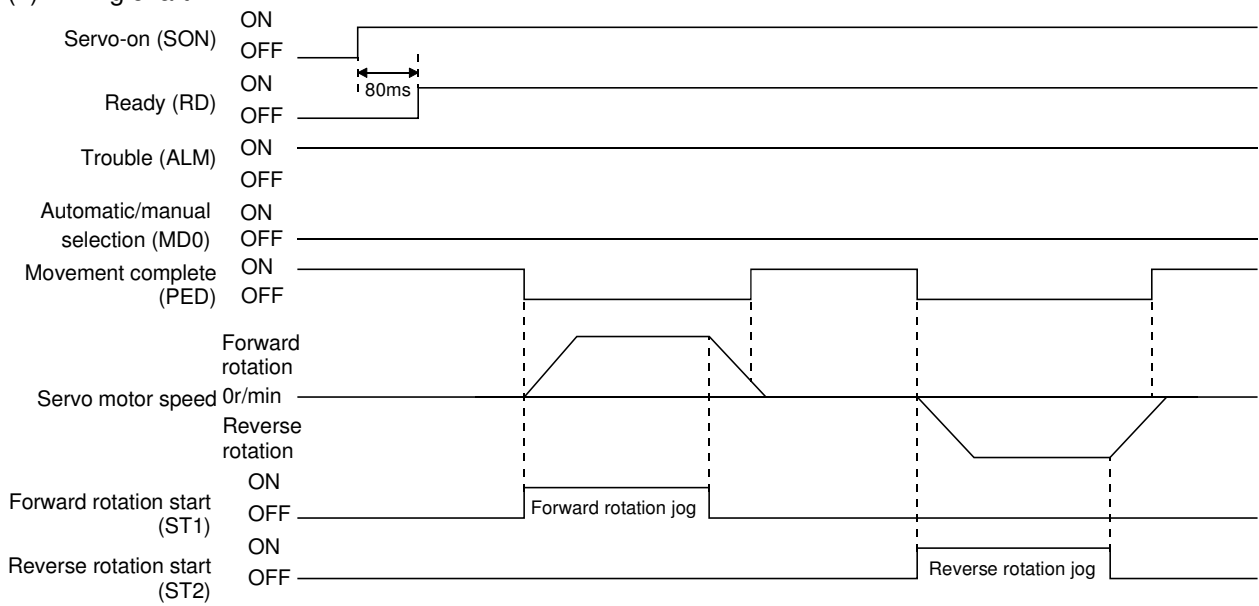 ON
Servo-on (SON)
OFF
ON
80ms
Ready (RD)
OFF
ON
Trouble (ALM)
OFF
Automatic/manual
ON
selection (MD0)
OFF
Movement complete
ON
(PED)
OFF
Forward
rotation
Servo motor speed
0r/min
Reverse
rotation
ON
Forward rotation start
OFF
Forward rotation jog
(ST1)
ON
Reverse rotation start
OFF
Reverse rotation jog
(ST2)